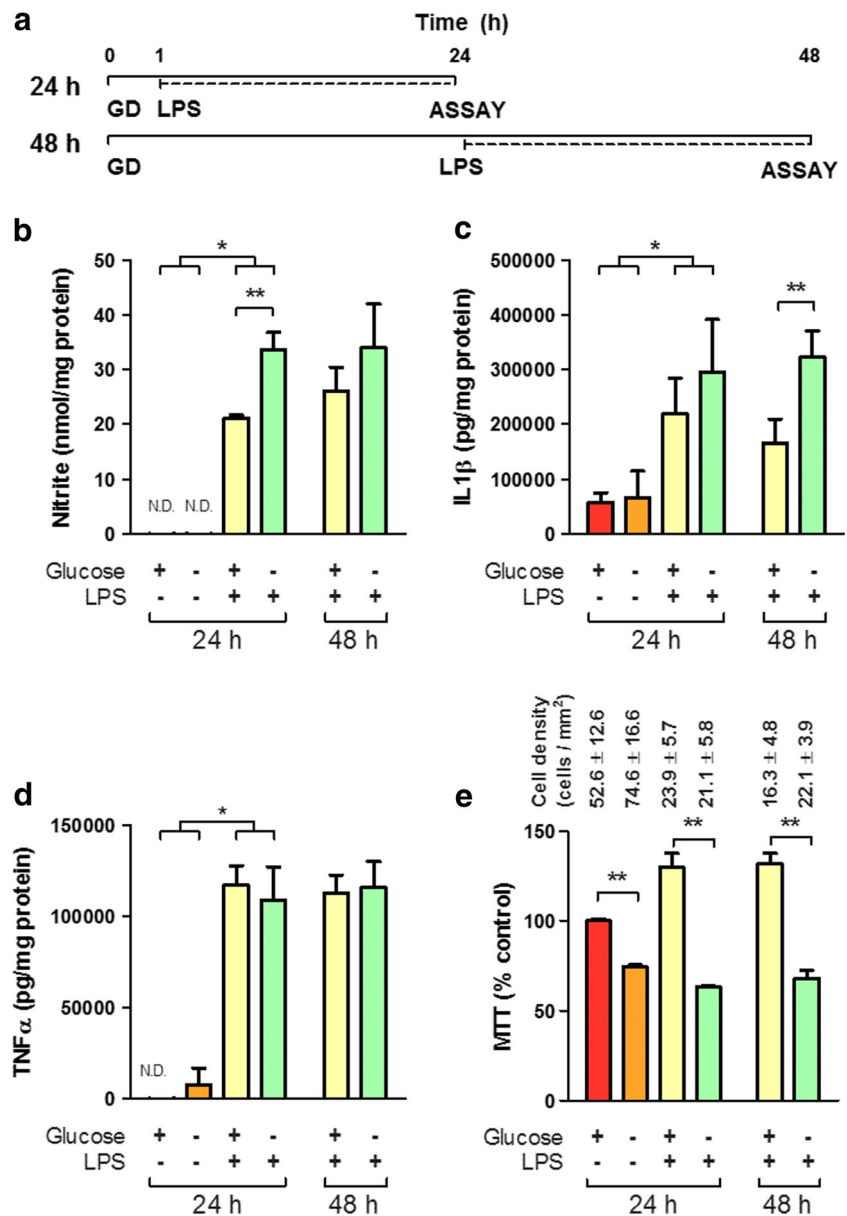 a
Time (h)
0 1 24 48
24 h
GD LPS ASSAY
48 h
GD LPS ASSAY
b
Nitrite (nmol/mg protein)
50
40
30
20
10
0
*
**
N.D. N.D.
Glucose + - + - + -
LPS - - + + + +
24 h 48 h
c
IL1β (pg/mg protein)
500000
400000
300000
200000
100000
0
*
**
Glucose + - + - + -
LPS - - + + + +
24 h 48 h
d
TNFα (pg/mg protein)
150000
100000
50000
0
*
N.D.
Glucose + - + - + -
LPS - - + + + +
24 h 48 h
Cell density
(cells / mm²)
52.6 ± 12.6
74.6 ± 16.6
23.9 ± 5.7
21.1 ± 5.8
16.3 ± 4.8
22.1 ± 3.9
e
MTT (% control)
150
100
50
0
**
**
**
Glucose + - + - + -
LPS - - + + + +
24 h 48 h